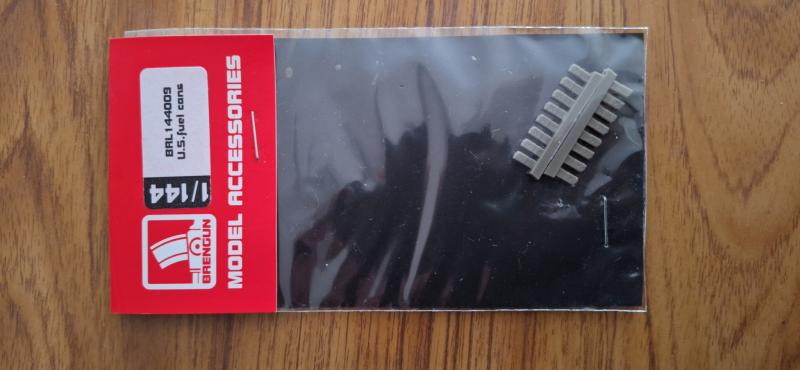 BRL144009
U.S.fuel cans
1/144
BRENGUN
MODEL ACCESSORIES